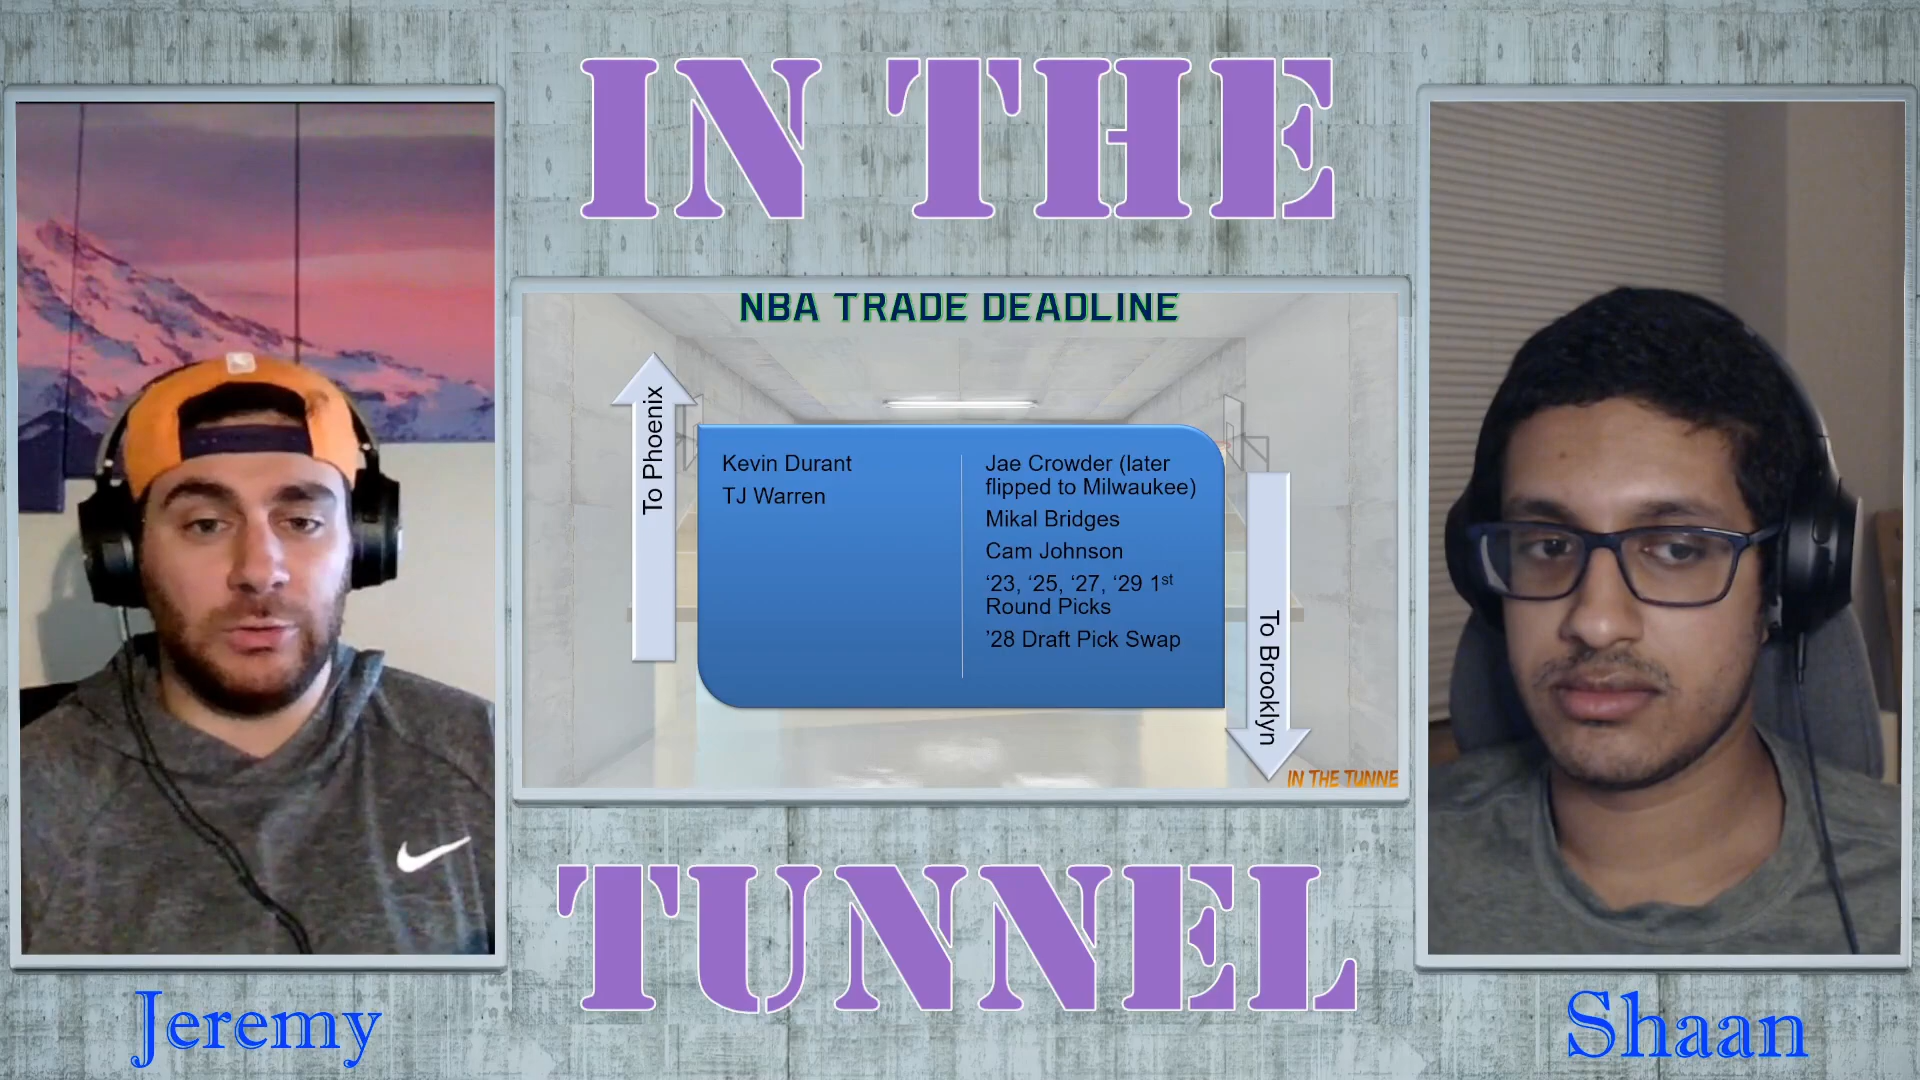 IN THE
NBA TRADE DEADLINE
To Phoenix
Kevin Durant
TJ Warren
Jae Crowder (later
flipped to Milwaukee)
Mikal Bridges
Cam Johnson
‘23, ‘25, ‘27, ‘29 1st
Round Picks
’28 Draft Pick Swap
To Brooklyn
IN THE TUNNE
TUNNEL
Jeremy
Shaan